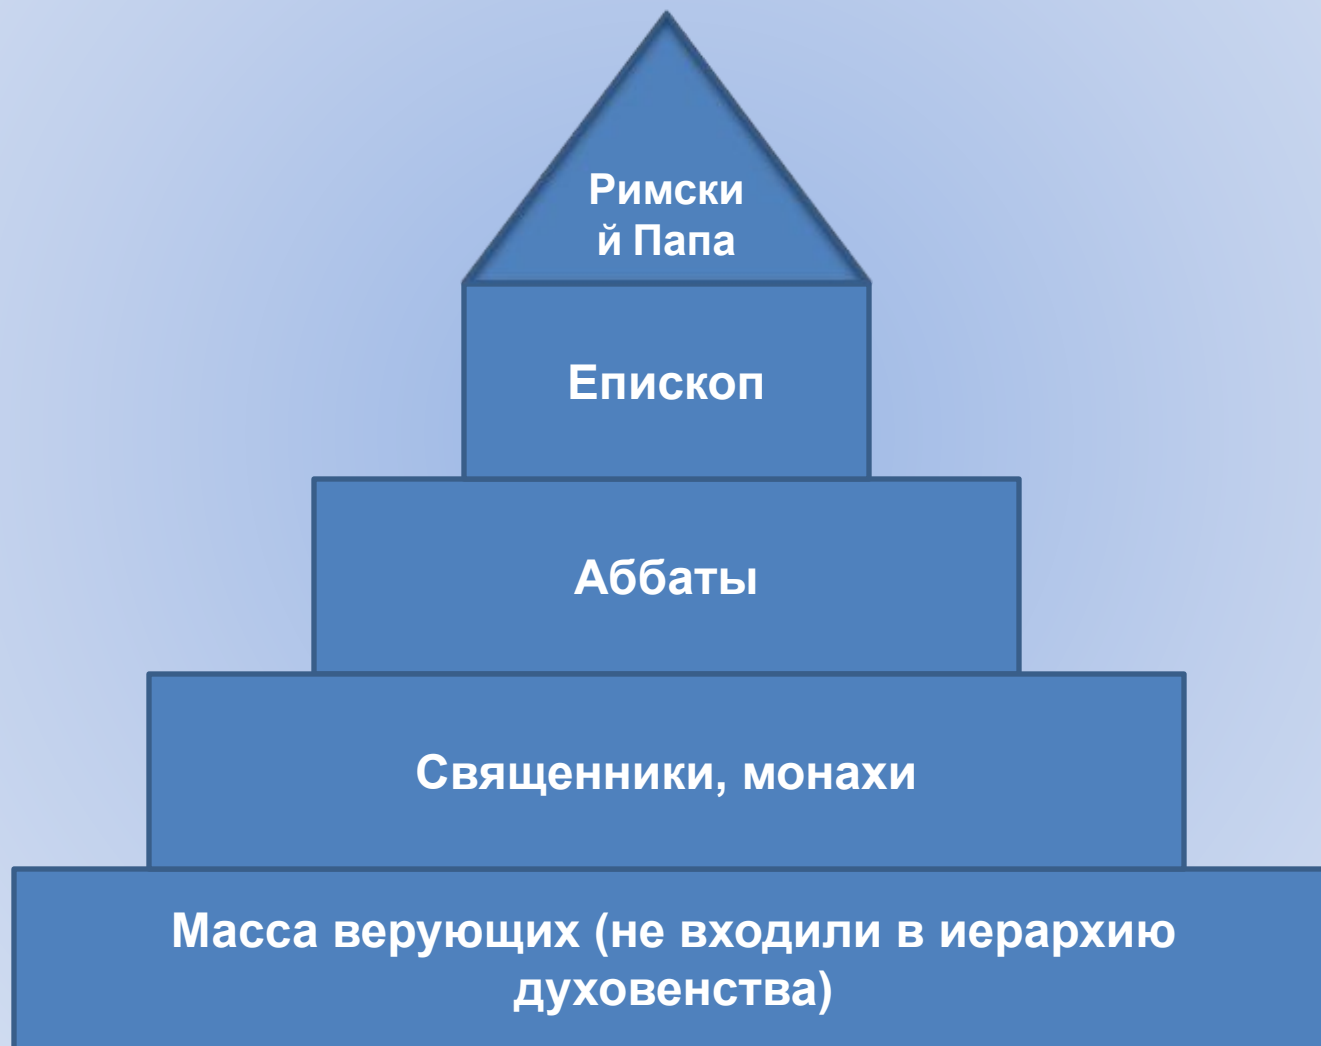 Римски
й Папа
Епископ
Аббаты
Священники, монахи
Масса верующих (не входили в иерархию
духовенства)